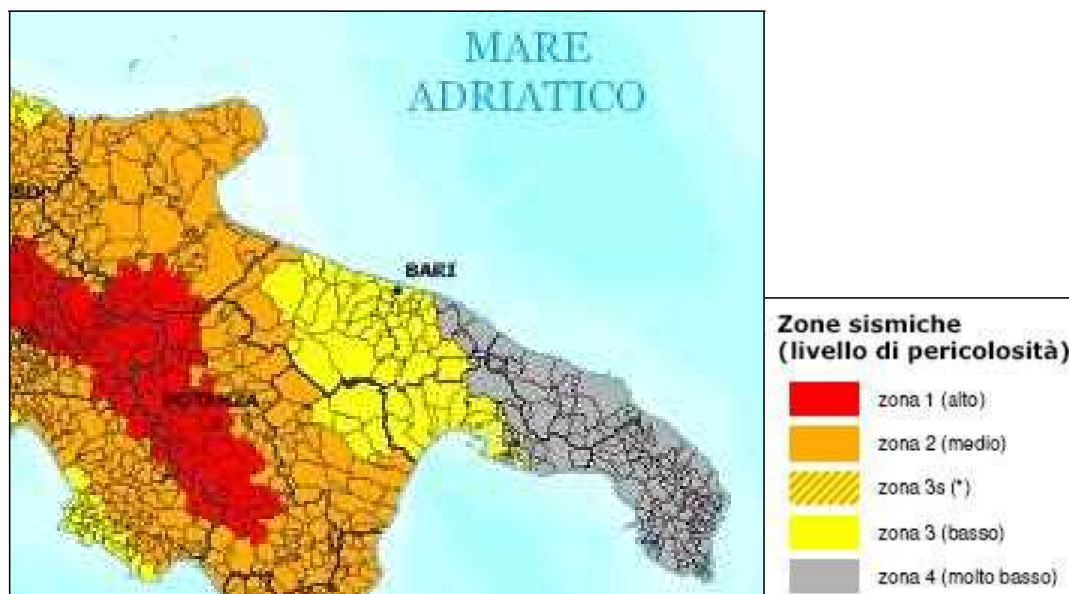 MARE
ADRIATICO
BARI
POTENZA
Zone sismiche
(livello di pericolosità)
zona 1 (alto)
zona 2 (medio)
zona 3s (*)
zona 3 (basso)
zona 4 (molto basso)